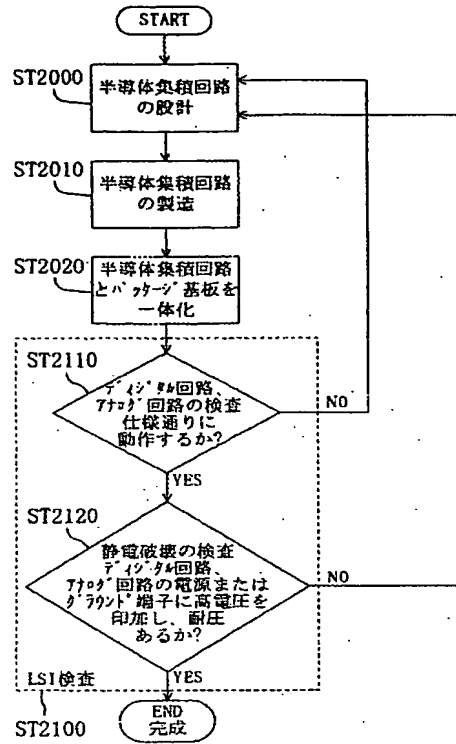 START
ST2000
半導体集積回路
の設計
ST2010
半導体集積回路
の製造
ST2020
半導体集積回路
とパッケージ基板を
一体化
ST2110
ディジタル回路、
アナログ回路の検査
仕様通りに
動作するか?
NO
YES
ST2120
静電破壊の検査
ディジタル回路、
アナログ回路の電源または
グラウンド端子に高電圧を
印加し、耐圧
あるか?
NO
YES
LSI検査
ST2100
END
完成